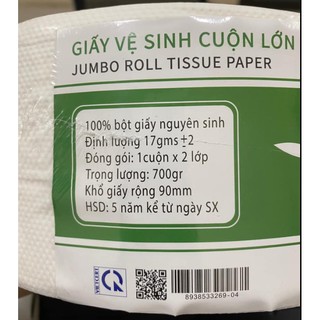 GIẤY VỆ SINH CUỘN LỚN
JUMBO ROLL TISSUE PAPER
100% bột giấy nguyên sinh
Định lượng 17gms ±2
Đóng gói: 1cuộn x 2 lớp
Trọng lượng: 700gr
Khổ giấy rộng 90mm
HSD: 5 năm kể từ ngày SX
8938533269-04